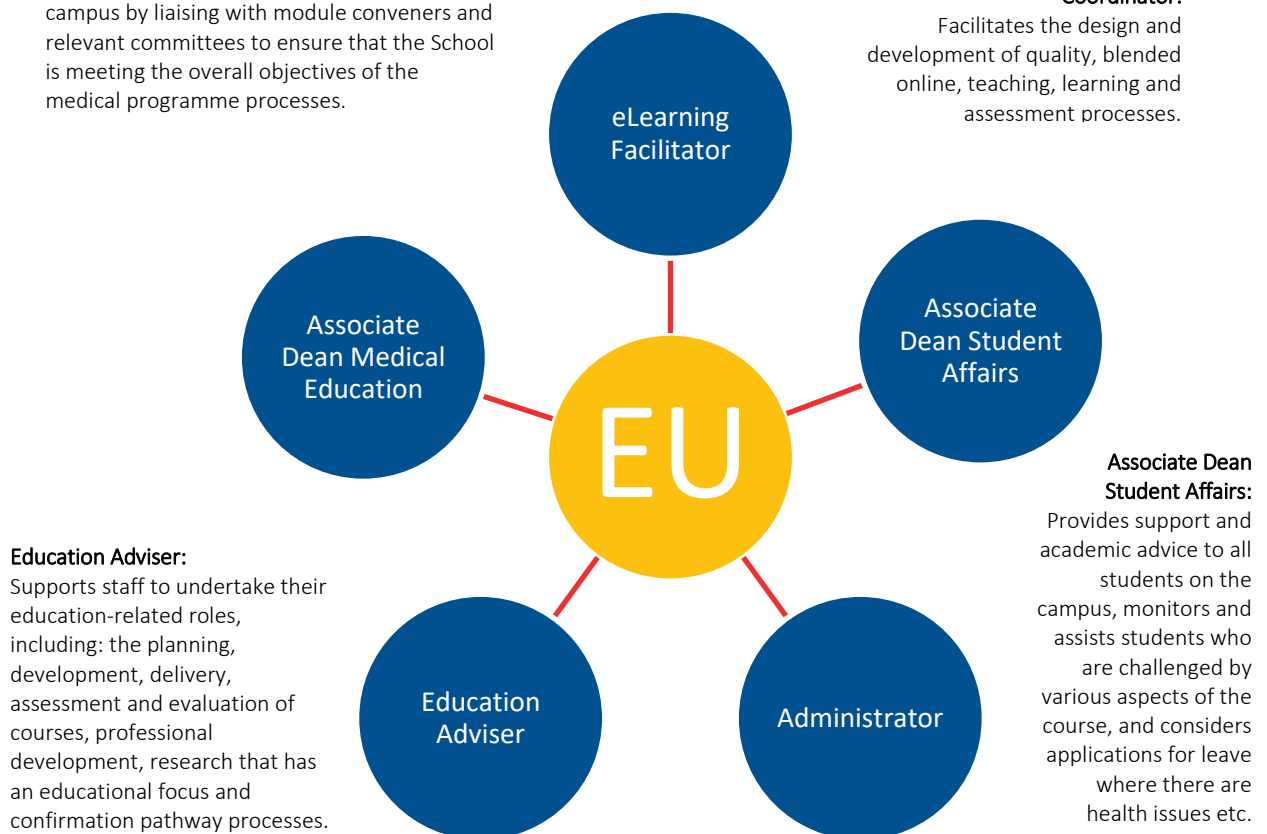 campus by liaising with module conveners and
relevant committees to ensure that the School
is meeting the overall objectives of the
medical programme processes.
Coordinator:
Facilitates the design and
development of quality, blended
online, teaching, learning and
assessment processes.
eLearning
Facilitator
Associate
Dean Medical
Education
Associate
Dean Student
Affairs
EU
Associate Dean
Student Affairs:
Provides support and
academic advice to all
students on the
campus, monitors and
assists students who
are challenged by
various aspects of the
course, and considers
applications for leave
where there are
health issues etc.
Education Adviser:
Supports staff to undertake their
education-related roles,
including: the planning,
development, delivery,
assessment and evaluation of
courses, professional
development, research that has
an educational focus and
confirmation pathway processes.
Education
Adviser
Administrator